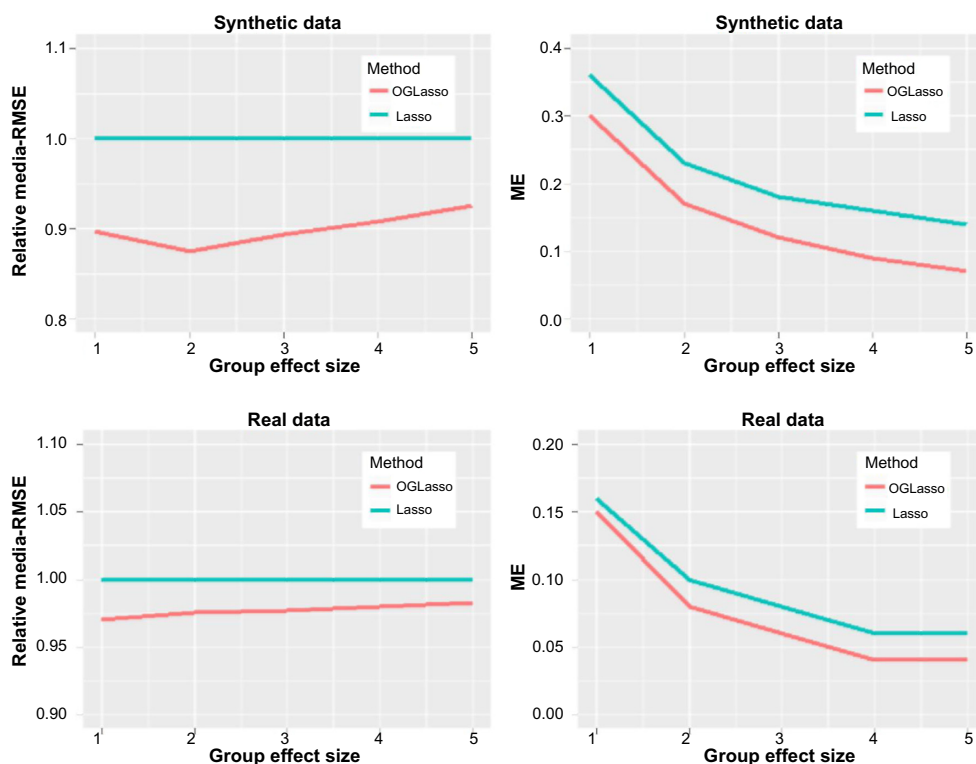 Synthetic data
Relative media-RMSE
1.1
1.0
0.9
0.8
Method
OGLasso
Lasso
1 2 3 4 5
Group effect size
Synthetic data
ME
0.4
0.3
0.2
0.1
0.0
Method
OGLasso
Lasso
1 2 3 4 5
Group effect size
Real data
Relative media-RMSE
1.10
1.05
1.00
0.95
0.90
Method
OGLasso
Lasso
1 2 3 4 5
Group effect size
Real data
ME
0.20
0.15
0.10
0.05
0.00
Method
OGLasso
Lasso
1 2 3 4 5
Group effect size